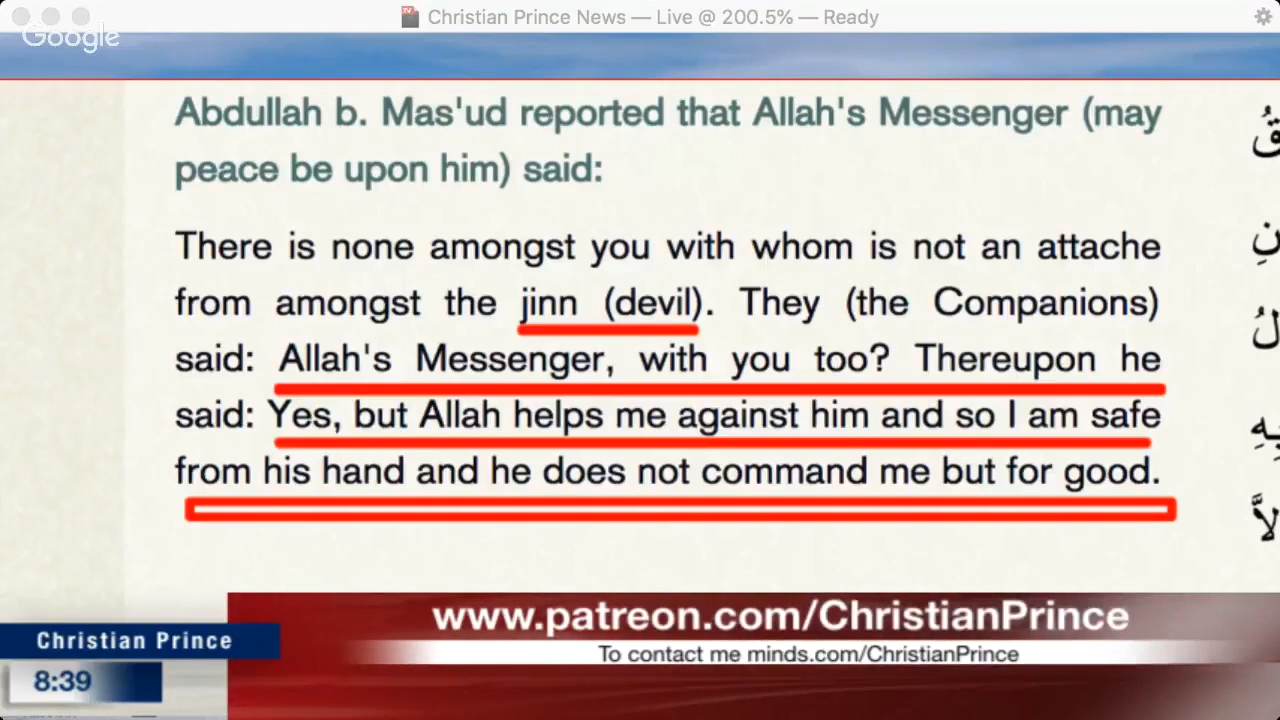 Christian Prince News — Live @ 200.5% — Ready
Google
Abdullah b. Mas'ud reported that Allah's Messenger (may
peace be upon him) said:
There is none amongst you with whom is not an attache
from amongst the jinn (devil). They (the Companions)
said: Allah's Messenger, with you too? Thereupon he
said: Yes, but Allah helps me against him and so I am safe
from his hand and he does not command me but for good.
www.patreon.com/ChristianPrince
Christian Prince
To contact me minds.com/ChristianPrince
8:39